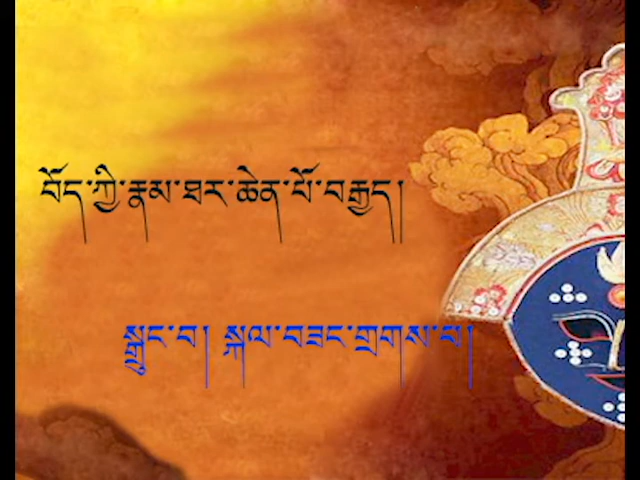 བོད་ཀྱི་རྣམ་ཐར་ཆེན་པོ་བརྒྱད།
སྒྲུང་བ། སྐལ་བཟང་གྲགས་པ།